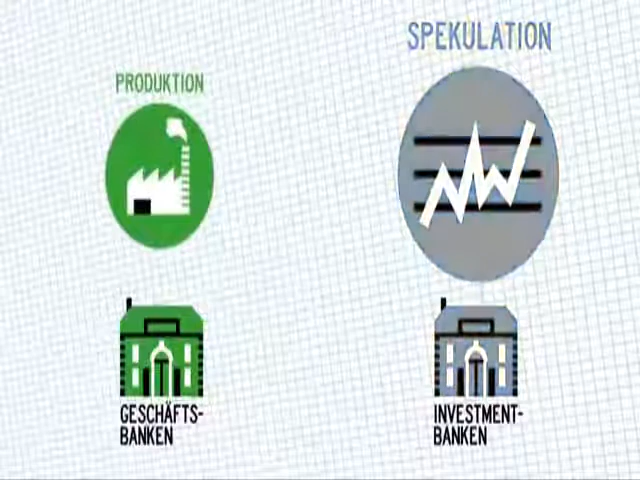 SPEKULATION
PRODUKTION
GESCHÄFTS-
BANKEN
INVESTMENT-
BANKEN